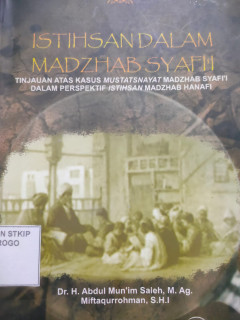 ISTIHSAN DALAM
MADZHAB SYAFI'I
TINJAUAN ATAS KASUS MUSTATSNAYAT MADZHAB SYAFI'I
DALAM PERSPEKTIF ISTIHSAN MADZHAB HANAFI
N STKIP
ROGO
Dr. H. Abdul Mun'im Saleh, M. Ag.
Miftaqurrohman, S.H.I